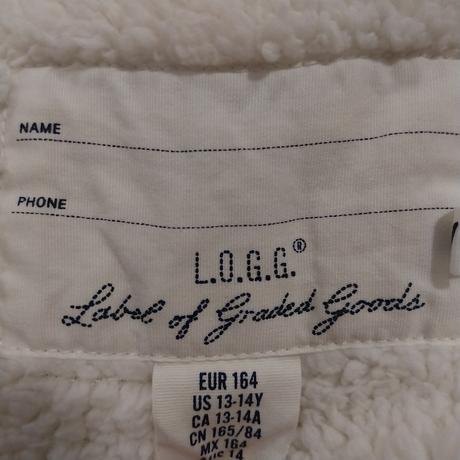 NAME
PHONE
L.O.G.G.®
Label of Graded Goods
EUR 164
US 13-14Y
CA 13-14A
CN 165/84
MX 164
14